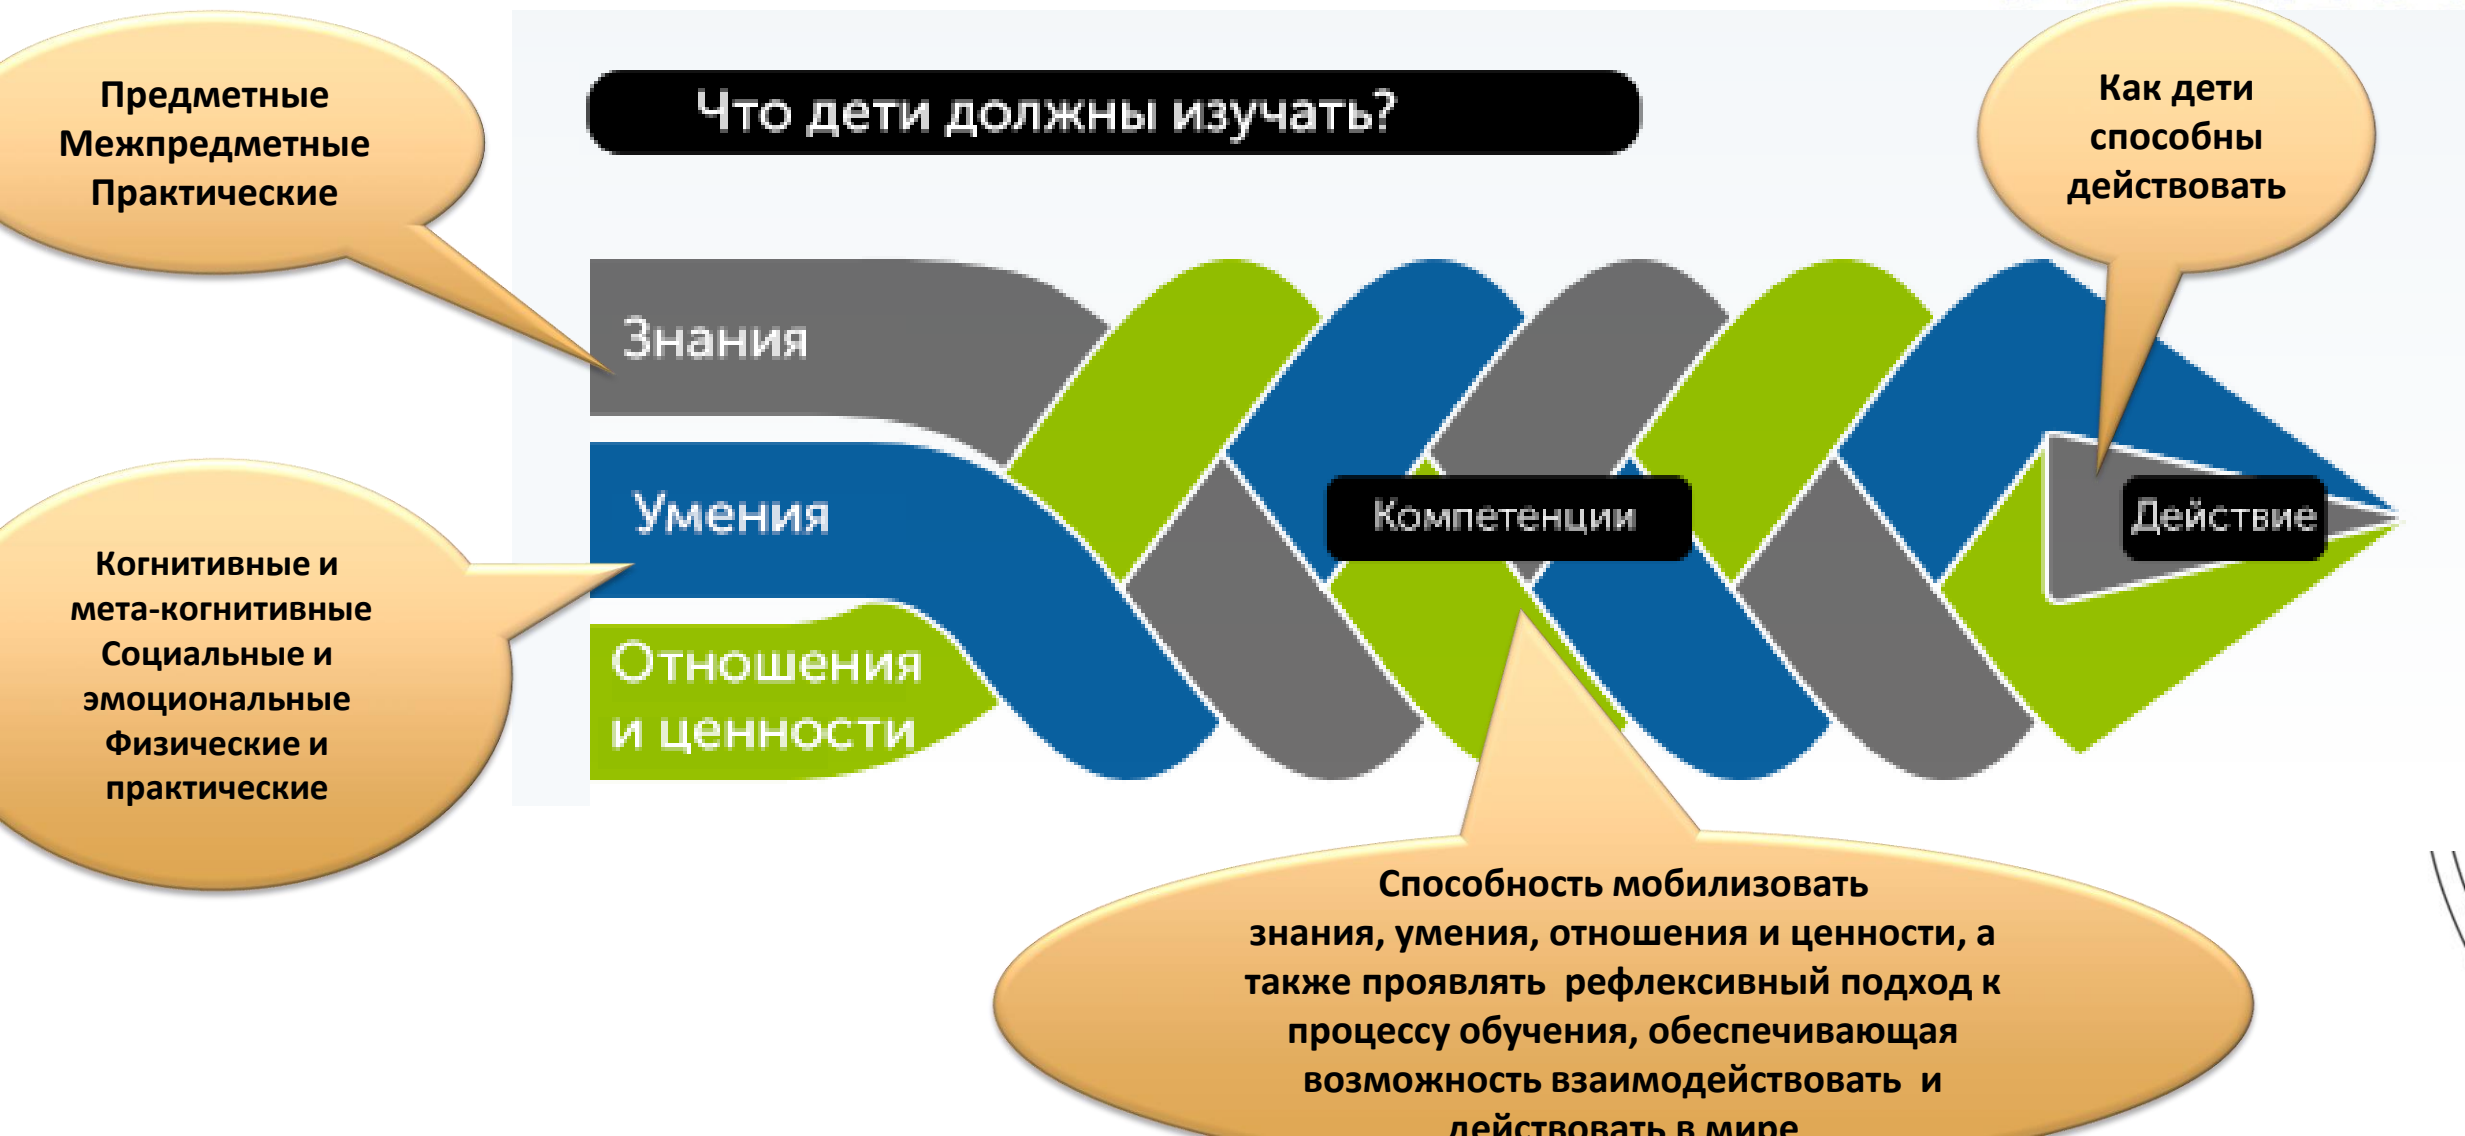 Предметные
Межпредметные
Практические
Что дети должны изучать?
Как дети
способны
действовать
Знания
Умения
Отношения
и ценности
Компетенции
Действие
Когнитивные и
мета-когнитивные
Социальные и
эмоциональные
Физические и
практические
Способность мобилизовать
знания, умения, отношения и ценности, а
также проявлять рефлексивный подход к
процессу обучения, обеспечивающая
возможность взаимодействовать и
действовать в мире